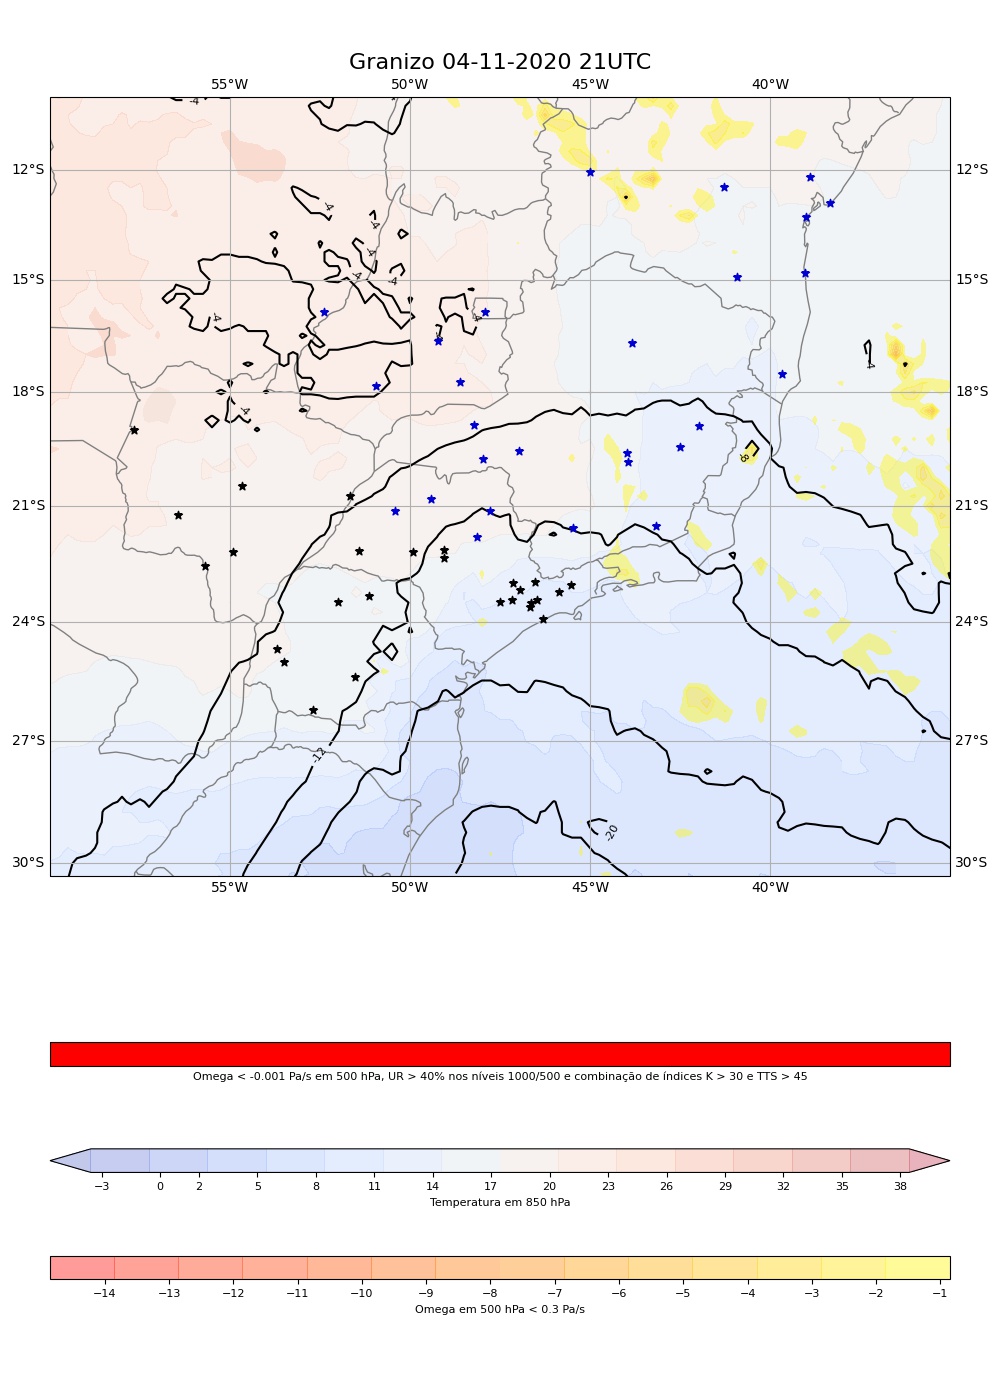 Granizo 04-11-2020 21UTC
55°W 50°W 45°W 40°W
-4
12°S 12°S
-4
-4
-4
-4 -4
15°S 15°S
-4 -4
-4
-4
18°S 18°S
-4
-8
21°S 21°S
24°S 24°S
27°S 27°S
-12
-20
30°S 30°S
55°W 50°W 45°W 40°W
Omega < -0.001 Pa/s em 500 hPa, UR > 40% nos níveis 1000/500 e combinação de índices K > 30 e TTS > 45
−3 0 2 5 8 11 14 17 20 23 26 29 32 35 38
Temperatura em 850 hPa
−14 −13 −12 −11 −10 −9 −8 −7 −6 −5 −4 −3 −2 −1
Omega em 500 hPa < 0.3 Pa/s